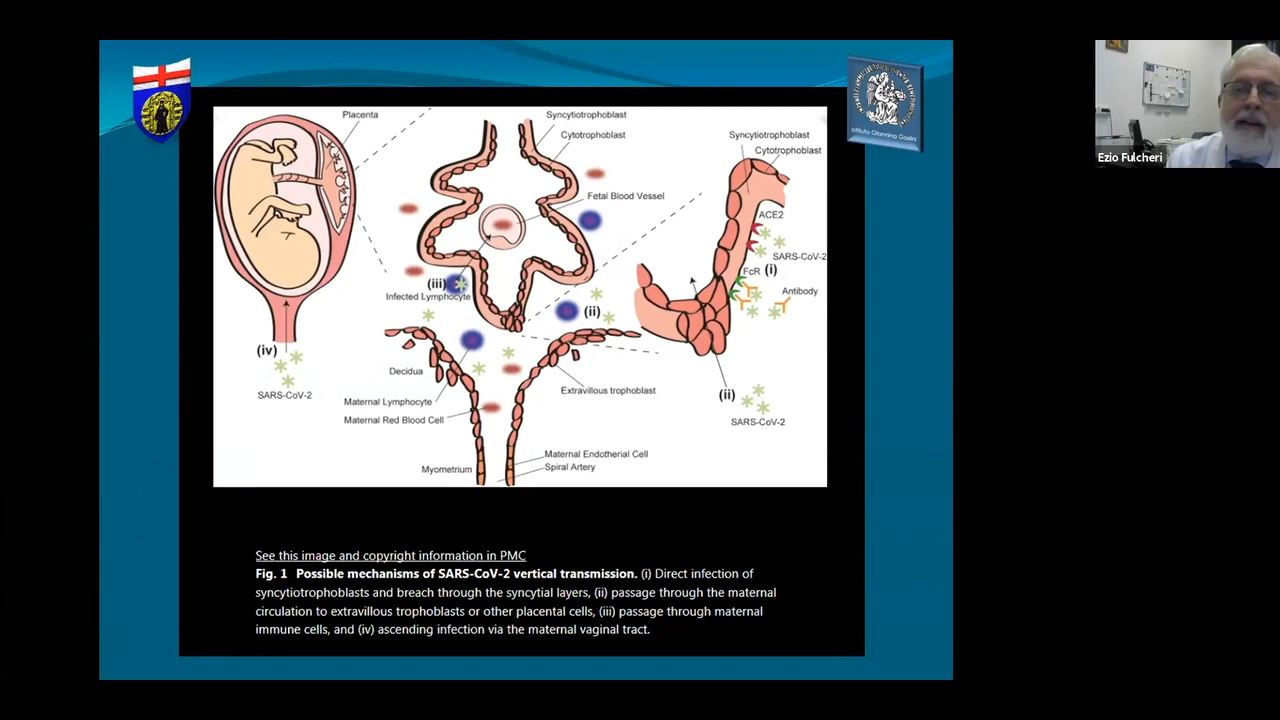 Placenta
Syncytiotrophoblast
Cytotrophoblast
Syncytiotrophoblast
Cytotrophoblast
Fetal Blood Vessel
ACE2
SARS-CoV-2
FcR (i)
Antibody
(iii)
Infected Lymphocyte
(ii)
(iv)
SARS-CoV-2
Decidua
Maternal Lymphocyte
Maternal Red Blood Cell
Extravillous trophoblast
(ii)
SARS-CoV-2
Myometrium
Maternal Endotherial Cell
Spiral Artery
See this image and copyright information in PMC
Fig. 1 Possible mechanisms of SARS-CoV-2 vertical transmission. (i) Direct infection of
syncytiotrophoblasts and breach through the syncytial layers, (ii) passage through the maternal
circulation to extravillous trophoblasts or other placental cells, (iii) passage through maternal
immune cells, and (iv) ascending infection via the maternal vaginal tract.
Istituto Giannina Gaslini
Ezio Fulcheri